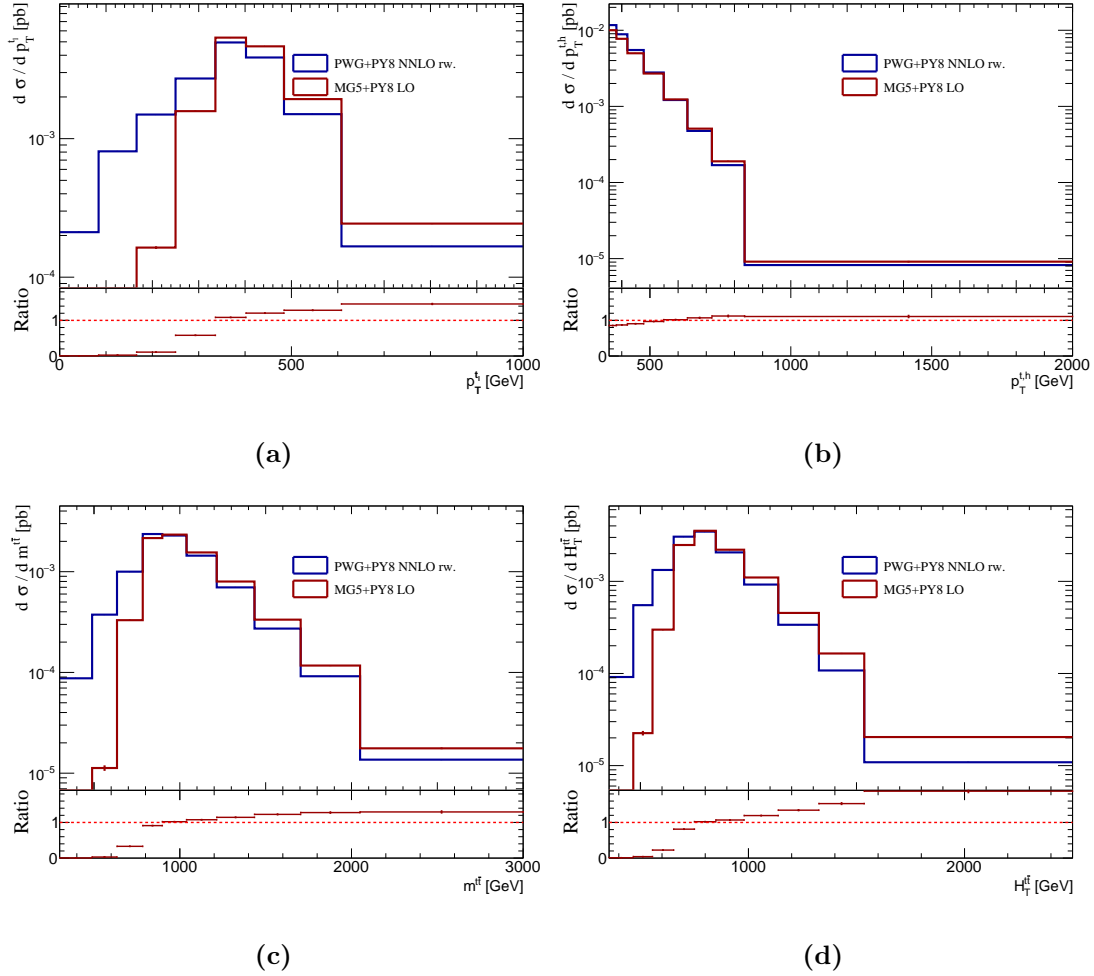 d σ / d p_T^{t_l} [pb]
10^{-3}
10^{-4}
PWG+PY8 NNLO rw.
MG5+PY8 LO
Ratio
1
0
0 500 1000
p_T^{t_l} [GeV]
(a)
d σ / d p_T^{t,h} [pb]
10^{-2}
10^{-3}
10^{-4}
10^{-5}
PWG+PY8 NNLO rw.
MG5+PY8 LO
Ratio
1
0
500 1000 1500 2000
p_T^{t,h} [GeV]
(b)
d σ / d m^{tt̄} [pb]
10^{-3}
10^{-4}
10^{-5}
PWG+PY8 NNLO rw.
MG5+PY8 LO
Ratio
1
0
1000 2000 3000
m^{tt̄} [GeV]
(c)
d σ / d H_T^{tt̄} [pb]
10^{-3}
10^{-4}
10^{-5}
PWG+PY8 NNLO rw.
MG5+PY8 LO
Ratio
1
0
1000 2000
H_T^{tt̄} [GeV]
(d)